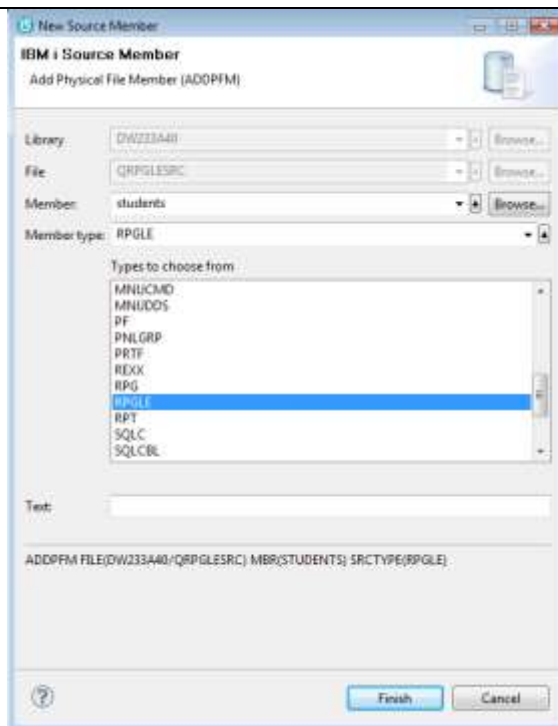 New Source Member
IBM i Source Member
Add Physical File Member (ADDPFM)
Library DW233A40 Browse...
File QRPGLESRC Browse...
Member: students Browse...
Member type: RPGLE
Types to choose from
MNUCMD
MNUDDS
PF
PNLGRP
PRTF
REXX
RPG
RPGLE
RPT
SQLC
SQLCBL
Text:
ADDPFM FILE(DW233A40/QRPGLESRC) MBR(STUDENTS) SRCTYPE(RPGLE)
? Finish Cancel